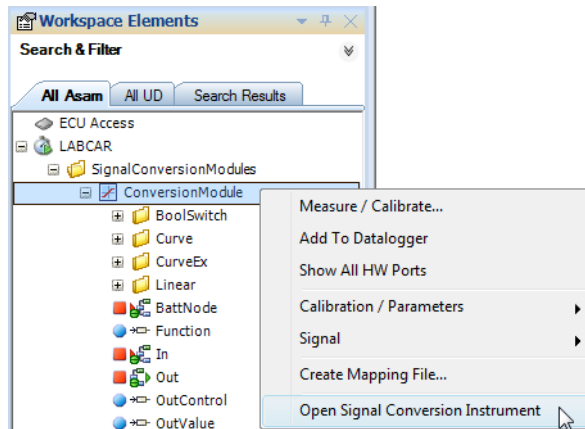 Workspace Elements
Search & Filter
All Asam All UD Search Results
ECU Access
LABCAR
SignalConversionModules
ConversionModule
BoolSwitch
Curve
CurveEx
Linear
BattNode
Function
In
Out
OutControl
OutValue
Measure / Calibrate...
Add To Datalogger
Show All HW Ports
Calibration / Parameters
Signal
Create Mapping File...
Open Signal Conversion Instrument